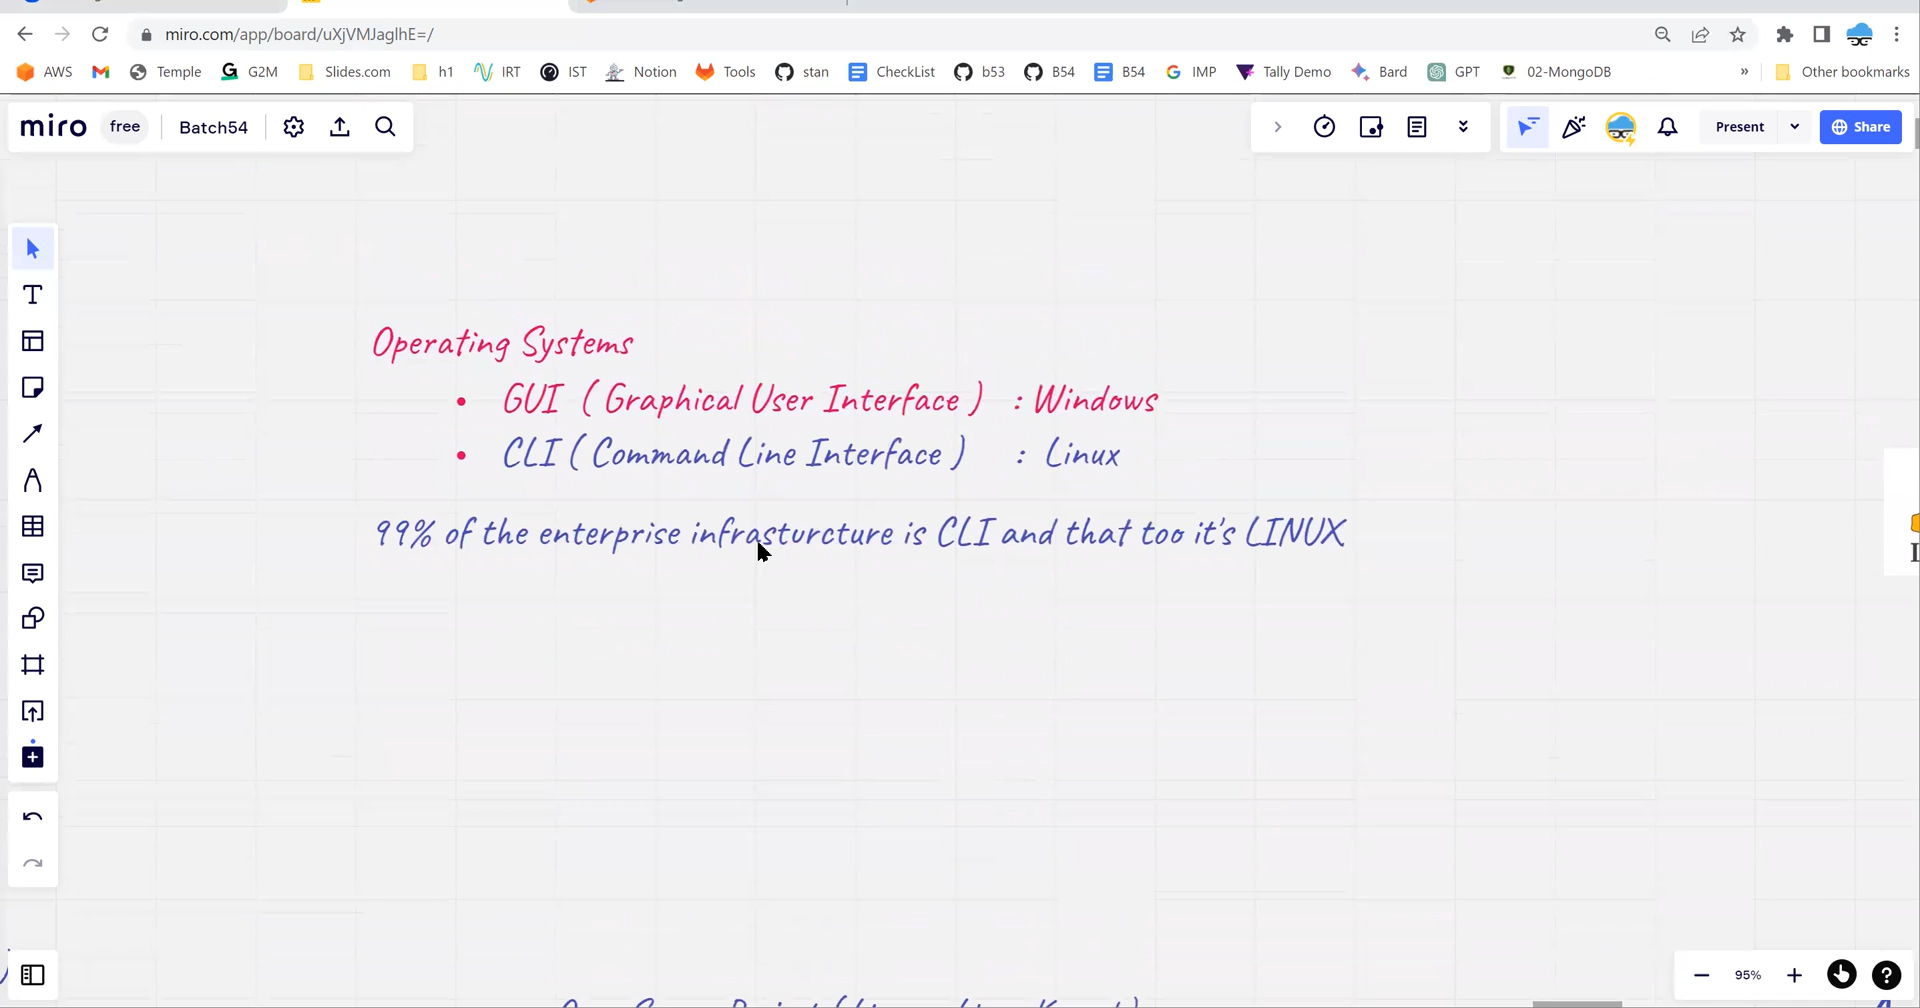 miro.com/app/board/uXjVMJaglhE=/
AWS Temple G2M Slides.com h1 IRT IST Notion Tools stan CheckList b53 B54 B54 IMP Tally Demo Bard GPT 02-MongoDB » Other bookmarks
miro free Batch54 Present Share
Operating Systems
• GUI ( Graphical User Interface ) : Windows
• CLI ( Command Line Interface ) : Linux
99% of the enterprise infrasturcture is CLI and that too it's LINUX
95%